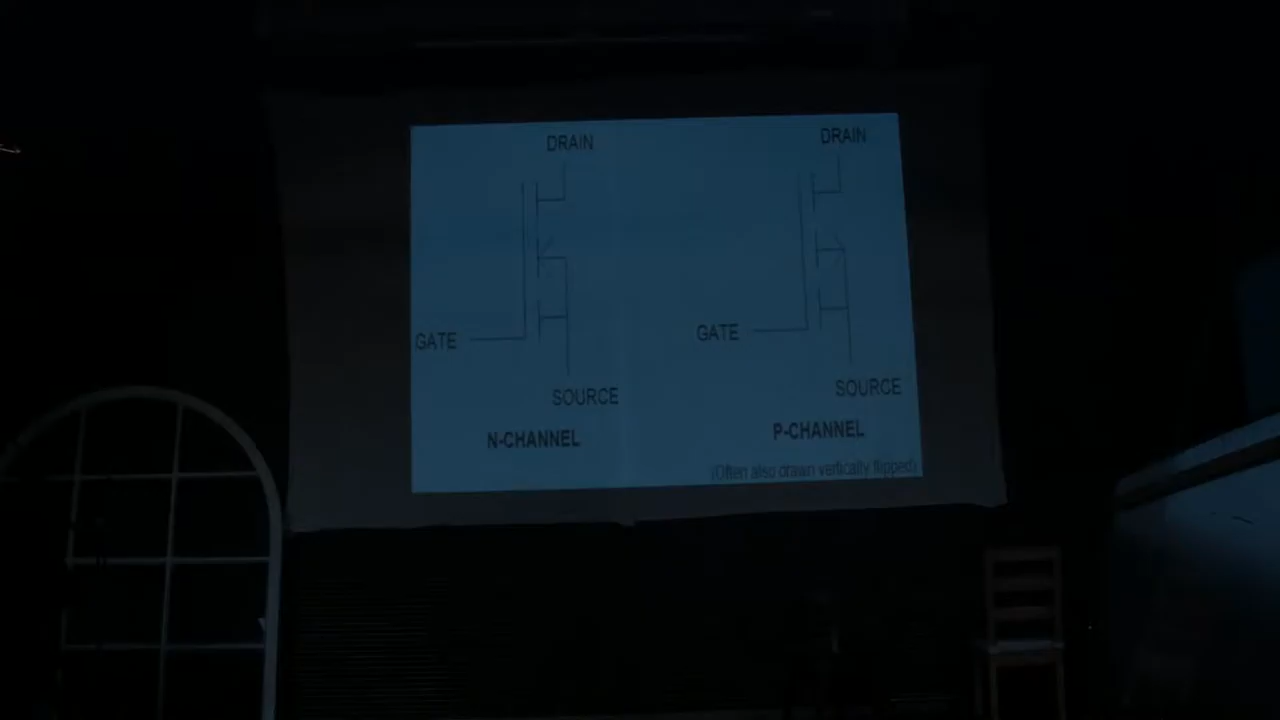 DRAIN
GATE
SOURCE
N-CHANNEL
DRAIN
GATE
SOURCE
P-CHANNEL
(Often also drawn vertically flipped)